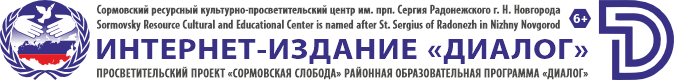 Сормовский ресурсный культурно-просветительский центр им. прп. Сергия Радонежского г. Н. Новгорода
Sormovsky Resource Cultural and Educational Center is named after St. Sergius of Radonezh in Nizhny Novgorod
6+
ИНТЕРНЕТ-ИЗДАНИЕ «ДИАЛОГ»
ПРОСВЕТИТЕЛЬСКИЙ ПРОЕКТ «СОРМОВСКАЯ СЛОБОДА» РАЙОННАЯ ОБРАЗОВАТЕЛЬНАЯ ПРОГРАММА «ДИАЛОГ»